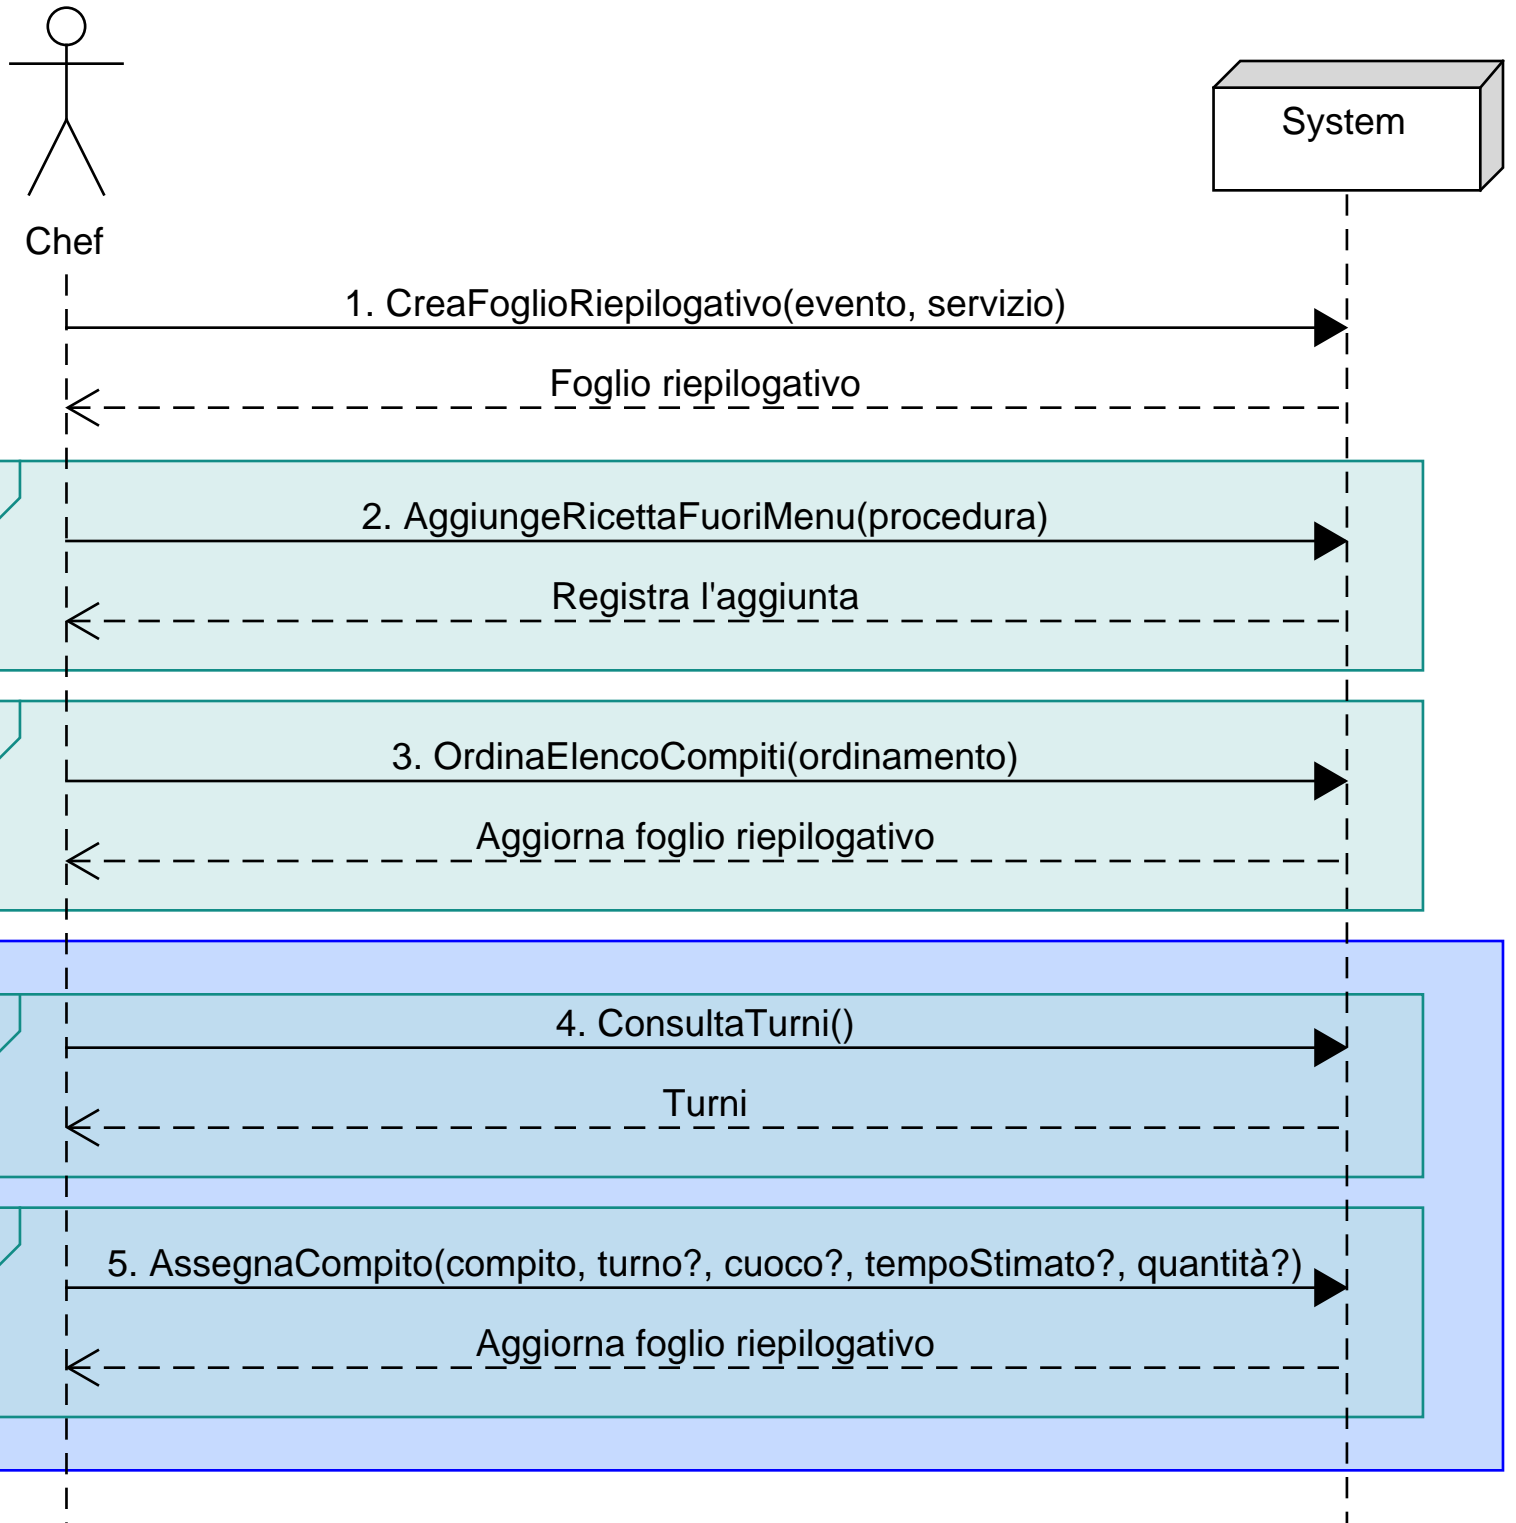 System
Chef
1. CreaFoglioRiepilogativo(evento, servizio)
Foglio riepilogativo
2. AggiungeRicettaFuoriMenu(procedura)
Registra l'aggiunta
3. OrdinaElencoCompiti(ordinamento)
Aggiorna foglio riepilogativo
4. ConsultaTurni()
Turni
5. AssegnaCompito(compito, turno?, cuoco?, tempoStimato?, quantità?)
Aggiorna foglio riepilogativo